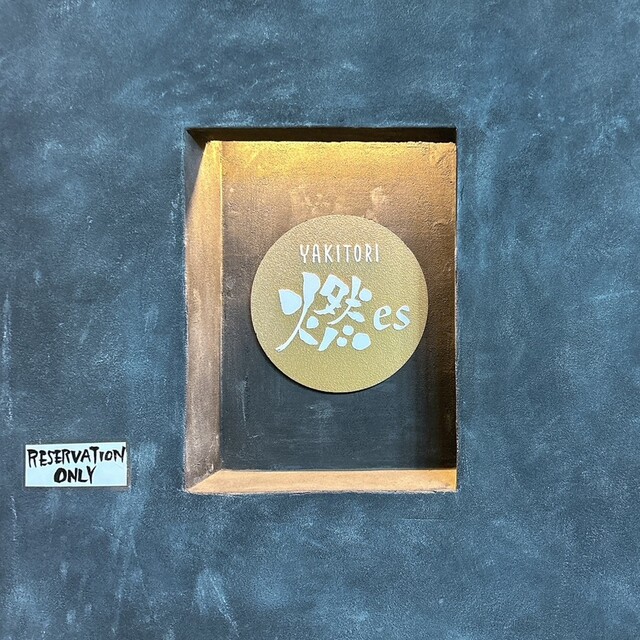 YAKITORI
燃es
RESERVATION
ONLY